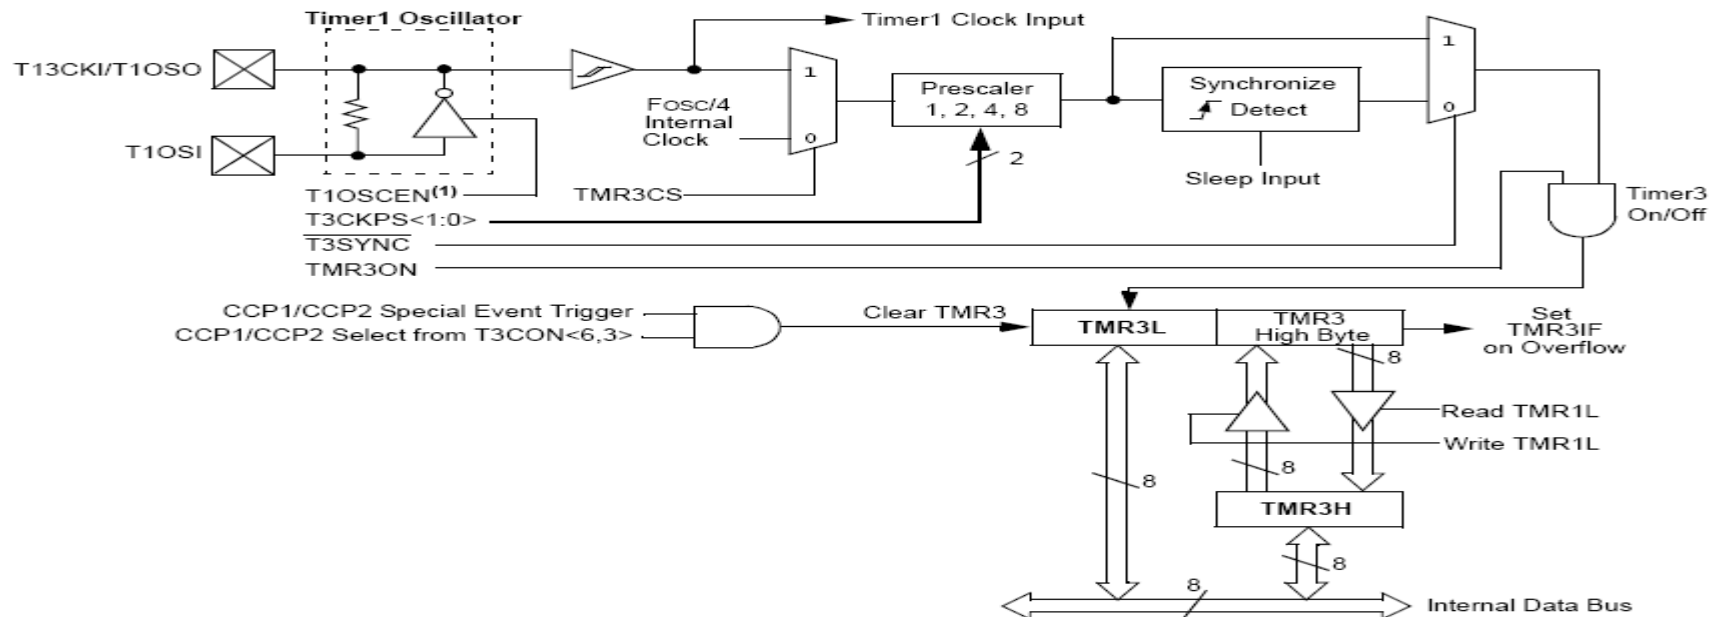 Timer1 Oscillator
Timer1 Clock Input
T13CKI/T1OSO
1
Fosc/4
Internal
Clock
0
Prescaler
1, 2, 4, 8
Synchronize
Detect
1
0
T1OSI
2
Sleep Input
T1OSCEN(1)
TMR3CS
T3CKPS<1:0>
T3SYNC
TMR3ON
Timer3
On/Off
CCP1/CCP2 Special Event Trigger
CCP1/CCP2 Select from T3CON<6,3>
Clear TMR3
TMR3L
TMR3
High Byte
Set
TMR3IF
on Overflow
8
Read TMR1L
Write TMR1L
8
8
TMR3H
8
8
Internal Data Bus